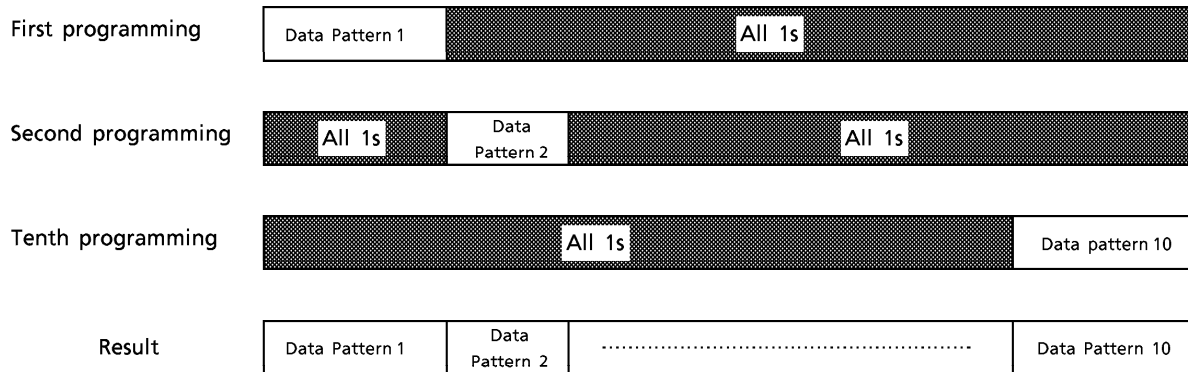 First programming
Data Pattern 1
All 1s
Second programming
All 1s
Data
Pattern 2
All 1s
Tenth programming
All 1s
Data pattern 10
Result
Data Pattern 1
Data
Pattern 2
Data Pattern 10